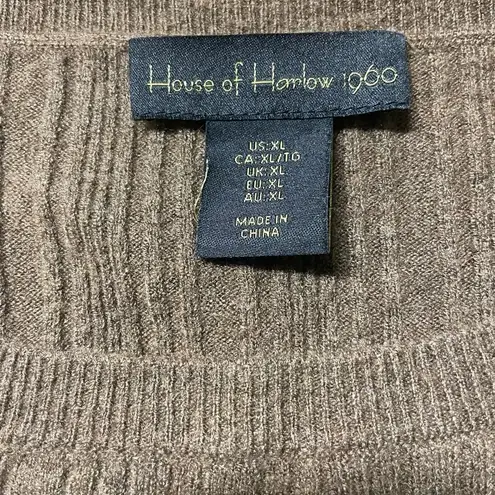 House of Harlow 1960
US: XL
CA: XL/TG
UK: XL
EU: XL
AU: XL
MADE IN
CHINA